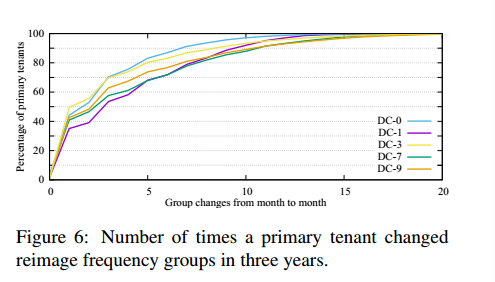 100
80
60
40
20
0
Percentage of primary tenants
DC-0
DC-1
DC-3
DC-7
DC-9
0 5 10 15 20
Group changes from month to month
Figure 6: Number of times a primary tenant changed
reimage frequency groups in three years.